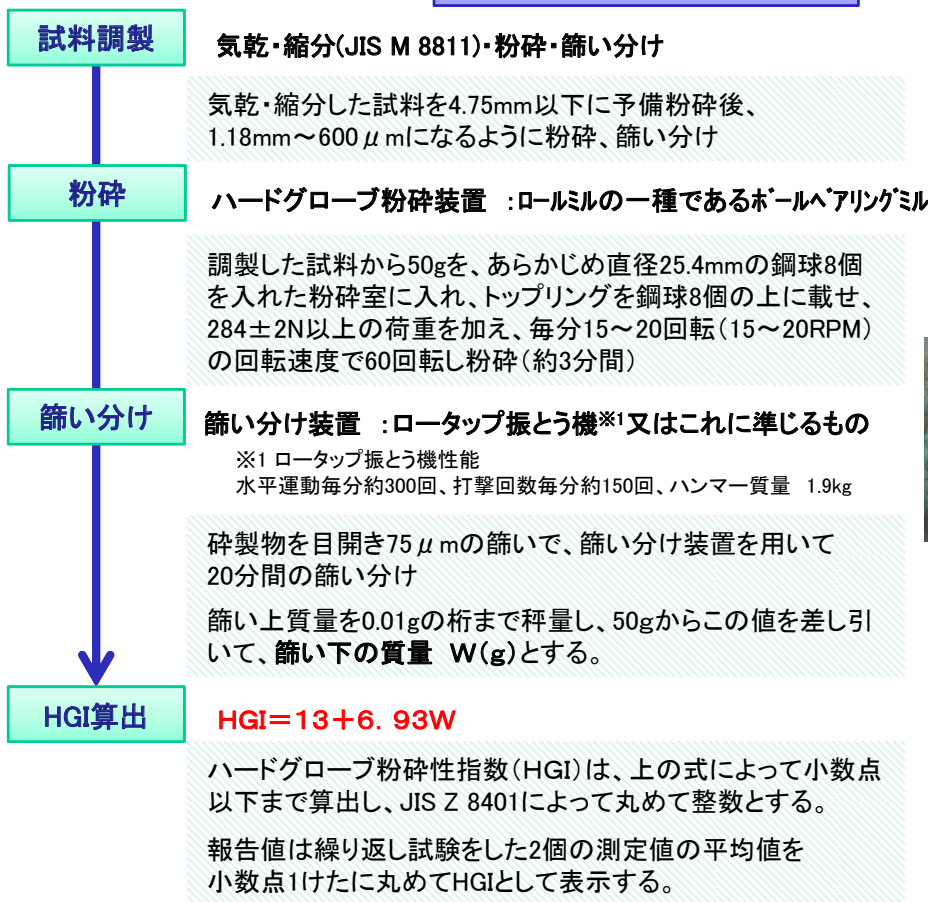 試料調製
気乾・縮分(JIS M 8811)・粉砕・篩い分け
気乾・縮分した試料を4.75mm以下に予備粉砕後、
1.18mm～600μmになるように粉砕、篩い分け
粉砕
ハードグローブ粉砕装置 :ロールミルの一種であるボールベアリングミル
調製した試料から50gを、あらかじめ直径25.4mmの鋼球8個
を入れた粉砕室に入れ、トップリングを鋼球8個の上に載せ、
284±2N以上の荷重を加え、毎分15～20回転(15～20RPM)
の回転速度で60回転し粉砕(約3分間)
篩い分け
篩い分け装置 :ロータップ振とう機※1又はこれに準じるもの
※1 ロータップ振とう機性能
水平運動毎分約300回、打撃回数毎分約150回、ハンマー質量 1.9kg
砕製物を目開き75μmの篩いで、篩い分け装置を用いて
20分間の篩い分け
篩い上質量を0.01gの桁まで秤量し、50gからこの値を差し引
いて、篩い下の質量 W(g)とする。
HGI算出
HGI=13+6.93W
ハードグローブ粉砕性指数(HGI)は、上の式によって小数点
以下まで算出し、JIS Z 8401によって丸めて整数とする。
報告値は繰り返し試験をした2個の測定値の平均値を
小数点1けたに丸めてHGIとして表示する。